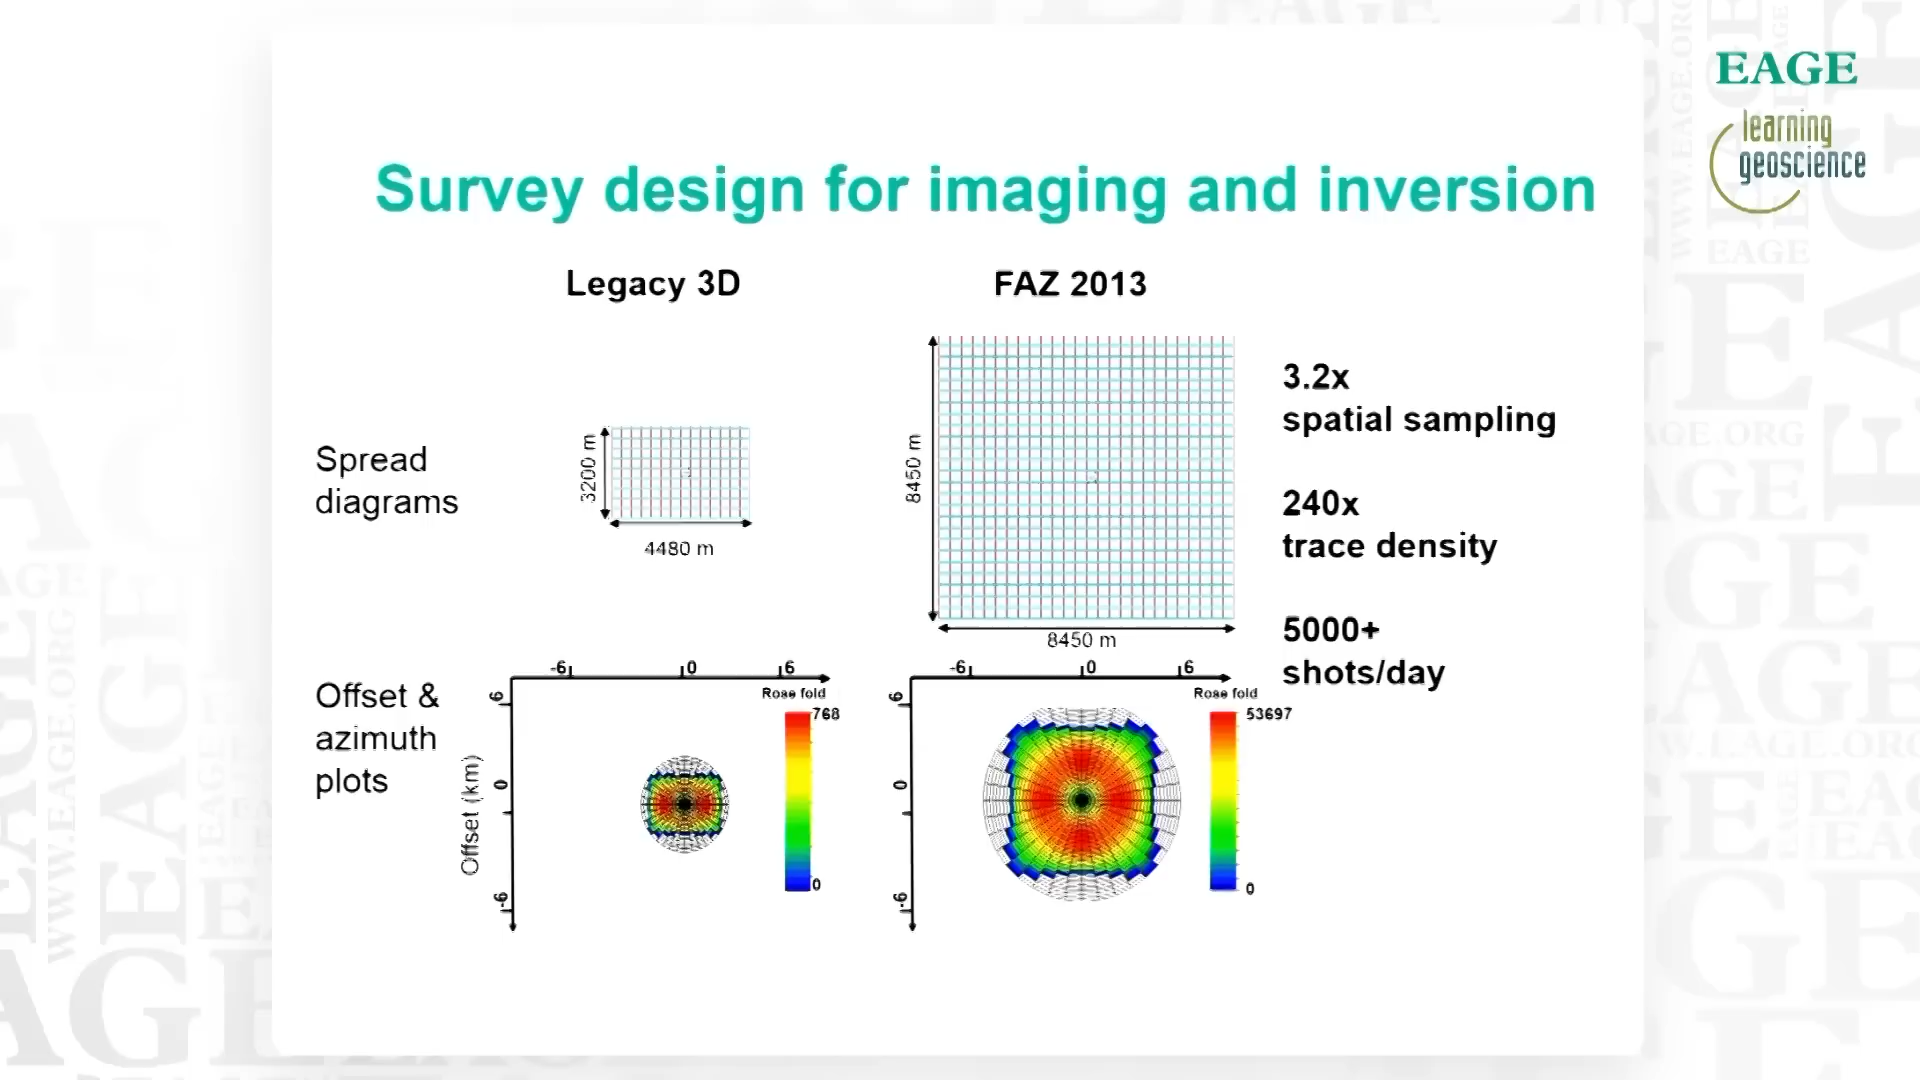 EAGE
learning
geoscience
Survey design for imaging and inversion
Legacy 3D
FAZ 2013
Spread
diagrams
3200 m
4480 m
8450 m
8450 m
3.2x
spatial sampling
240x
trace density
5000+
shots/day
Offset &
azimuth
plots
Offset (km)
-6 0 6
6
0
-6
Rose fold
768
0
-6 0 6
6
0
-6
Rose fold
53697
0